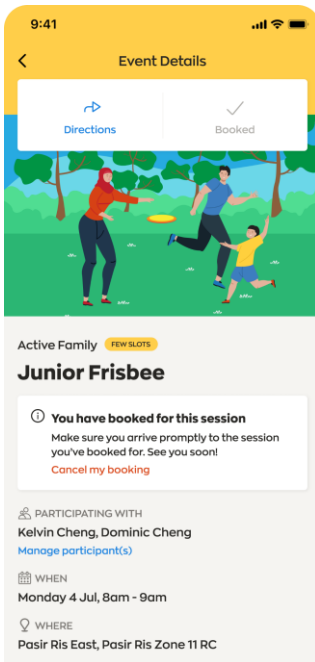 9:41
Event Details
Directions
Booked
Active Family FEW SLOTS
Junior Frisbee
You have booked for this session
Make sure you arrive promptly to the session
you've booked for. See you soon!
Cancel my booking
PARTICIPATING WITH
Kelvin Cheng, Dominic Cheng
Manage participant(s)
WHEN
Monday 4 Jul, 8am - 9am
WHERE
Pasir Ris East, Pasir Ris Zone 11 RC